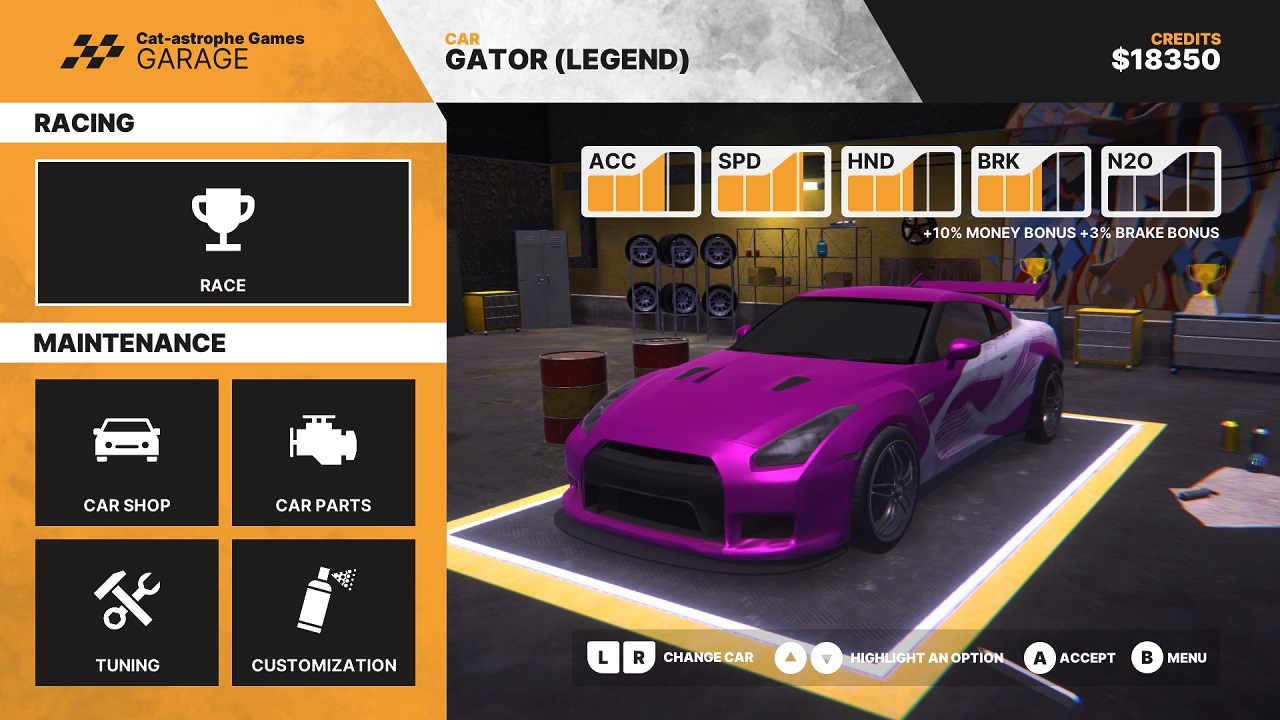 Cat-astrophe Games
GARAGE
CAR
GATOR (LEGEND)
CREDITS
$18350
RACING
RACE
MAINTENANCE
CAR SHOP
CAR PARTS
TUNING
CUSTOMIZATION
ACC
SPD
HND
BRK
N2O
+10% MONEY BONUS +3% BRAKE BONUS
L R CHANGE CAR
HIGHLIGHT AN OPTION
A ACCEPT
B MENU